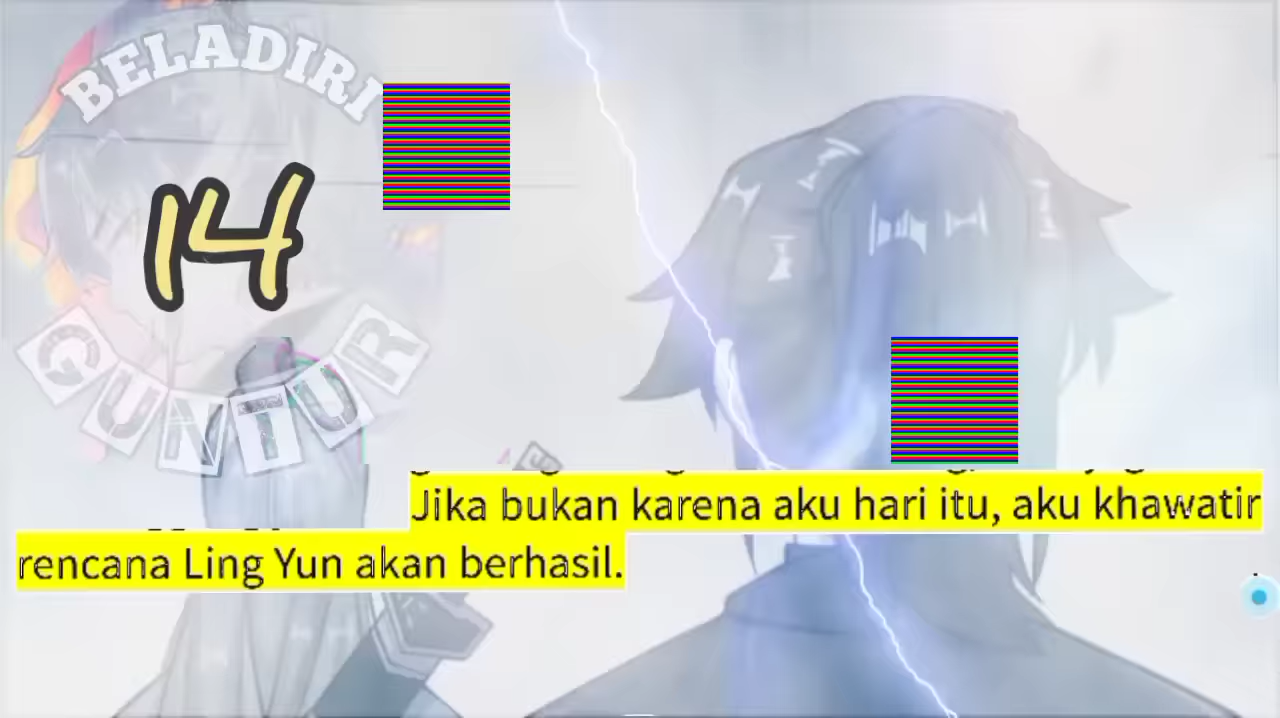 BELADIRI
14
GUNTUR
Jika bukan karena aku hari itu, aku khawatir
rencana Ling Yun akan berhasil.